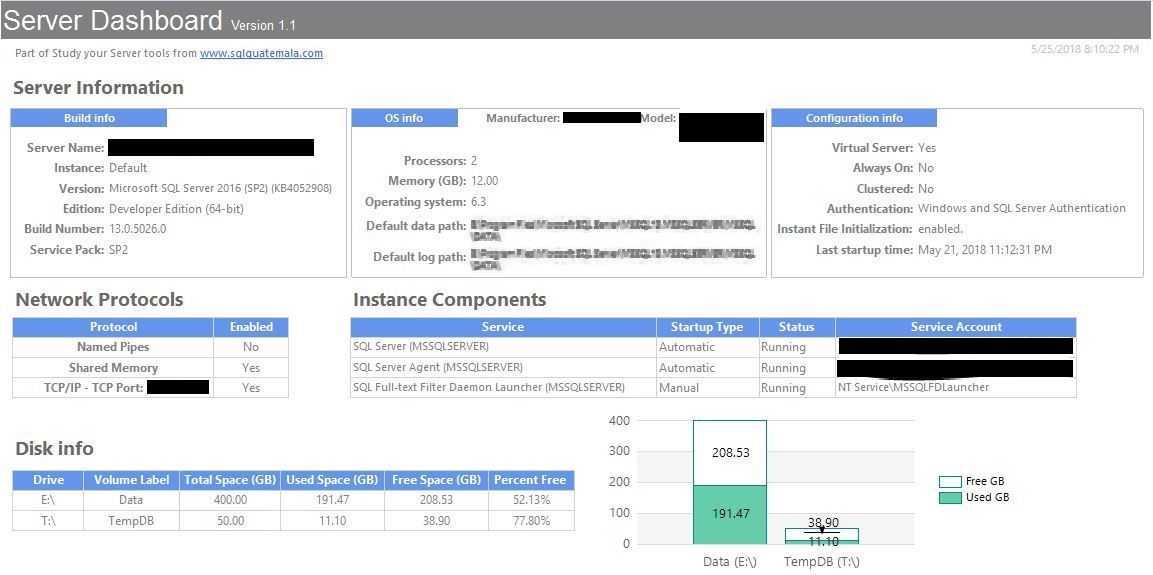 Server Dashboard Version 1.1
Part of Study your Server tools from www.sqlguatemala.com
5/25/2018 8:10:22 PM
Server Information
Build info
Server Name:
Instance: Default
Version: Microsoft SQL Server 2016 (SP2) (KB4052908)
Edition: Developer Edition (64-bit)
Build Number: 13.0.5026.0
Service Pack: SP2
OS info Manufacturer: Model:
Processors: 2
Memory (GB): 12.00
Operating system: 6.3
Default data path:
Default log path:
Configuration info
Virtual Server: Yes
Always On: No
Clustered: No
Authentication: Windows and SQL Server Authentication
Instant File Initialization: enabled.
Last startup time: May 21, 2018 11:12:31 PM
Network Protocols
Protocol Enabled
Named Pipes No
Shared Memory Yes
TCP/IP - TCP Port: Yes
Instance Components
Service Startup Type Status Service Account
SQL Server (MSSQLSERVER) Automatic Running
SQL Server Agent (MSSQLSERVER) Automatic Running
SQL Full-text Filter Daemon Launcher (MSSQLSERVER) Manual Running NT Service\MSSQLFDLauncher
Disk info
Drive Volume Label Total Space (GB) Used Space (GB) Free Space (GB) Percent Free
E:\ Data 400.00 191.47 208.53 52.13%
T:\ TempDB 50.00 11.10 38.90 77.80%
400
300
200
100
0
208.53
191.47
38.90
11.10
Data (E:\) TempDB (T:\)
Free GB
Used GB